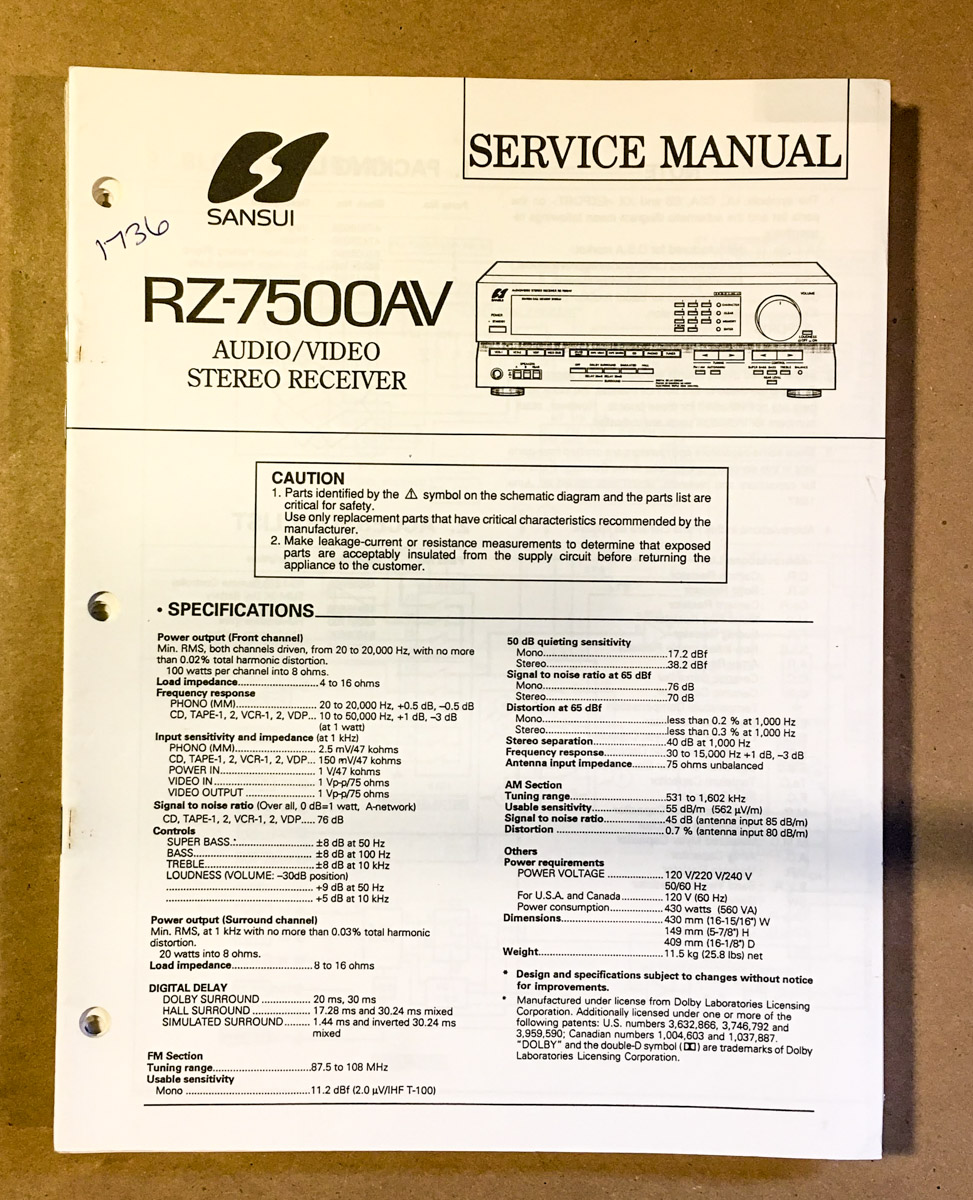 SERVICE MANUAL
SANSUI
1736
RZ-7500AV
AUDIO/VIDEO
STEREO RECEIVER
CAUTION
1. Parts identified by the ⚠ symbol on the schematic diagram and the parts list are
critical for safety.
Use only replacement parts that have critical characteristics recommended by the
manufacturer.
2. Make leakage-current or resistance measurements to determine that exposed
parts are acceptably insulated from the supply circuit before returning the
appliance to the customer.
• SPECIFICATIONS
Power output (Front channel)
Min. RMS, both channels driven, from 20 to 20,000 Hz, with no more
than 0.02% total harmonic distortion.
100 watts per channel into 8 ohms.
Load impedance.....................4 to 16 ohms
Frequency response
PHONO (MM).....................20 to 20,000 Hz, +0.5 dB, -0.5 dB
CD, TAPE-1, 2, VCR-1, 2, VDP... 10 to 50,000 Hz, +1 dB, -3 dB
(at 1 watt)
Input sensitivity and impedance (at 1 kHz)
PHONO (MM).....................2.5 mV/47 kohms
CD, TAPE-1, 2, VCR-1, 2, VDP... 150 mV/47 kohms
POWER IN.....................1 V/47 kohms
VIDEO IN.....................1 Vp-p/75 ohms
VIDEO OUTPUT.....................1 Vp-p/75 ohms
Signal to noise ratio (Over all, 0 dB=1 watt, A-network)
CD, TAPE-1, 2, VCR-1, 2, VDP.....76 dB
Controls
SUPER BASS.....................±8 dB at 50 Hz
BASS.....................±8 dB at 100 Hz
TREBLE.....................±8 dB at 10 kHz
LOUDNESS (VOLUME: -30dB position)
.....................+9 dB at 50 Hz
.....................+5 dB at 10 kHz
Power output (Surround channel)
Min. RMS, at 1 kHz with no more than 0.03% total harmonic
distortion.
20 watts into 8 ohms.
Load impedance.....................8 to 16 ohms
DIGITAL DELAY
DOLBY SURROUND.................20 ms, 30 ms
HALL SURROUND...................17.28 ms and 30.24 ms mixed
SIMULATED SURROUND.........1.44 ms and inverted 30.24 ms
mixed
FM Section
Tuning range.....................87.5 to 108 MHz
Usable sensitivity
Mono.....................11.2 dBf (2.0 µV/IHF T-100)
50 dB quieting sensitivity
Mono.....................17.2 dBf
Stereo.....................38.2 dBf
Signal to noise ratio at 65 dBf
Mono.....................76 dB
Stereo.....................70 dB
Distortion at 65 dBf
Mono.....................less than 0.2 % at 1,000 Hz
Stereo.....................less than 0.3 % at 1,000 Hz
Stereo separation.....................40 dB at 1,000 Hz
Frequency response.....................30 to 15,000 Hz +1 dB, -3 dB
Antenna input impedance...........75 ohms unbalanced
AM Section
Tuning range.....................531 to 1,602 kHz
Usable sensitivity.....................55 dB/m (562 µV/m)
Signal to noise ratio.....................45 dB (antenna input 85 dB/m)
Distortion.....................0.7 % (antenna input 80 dB/m)
Others
Power requirements
POWER VOLTAGE.....................120 V/220 V/240 V
50/60 Hz
For U.S.A. and Canada.............120 V (60 Hz)
Power consumption................430 watts (560 VA)
Dimensions.....................430 mm (16-15/16") W
149 mm (5-7/8") H
409 mm (16-1/8") D
Weight.....................11.5 kg (25.8 lbs) net
* Design and specifications subject to changes without notice
for improvements.
* Manufactured under license from Dolby Laboratories Licensing
Corporation. Additionally licensed under one or more of the
following patents: U.S. numbers 3,632,866, 3,746,792 and
3,959,590; Canadian numbers 1,004,603 and 1,037,887.
"DOLBY" and the double-D symbol (DD) are trademarks of Dolby
Laboratories Licensing Corporation.